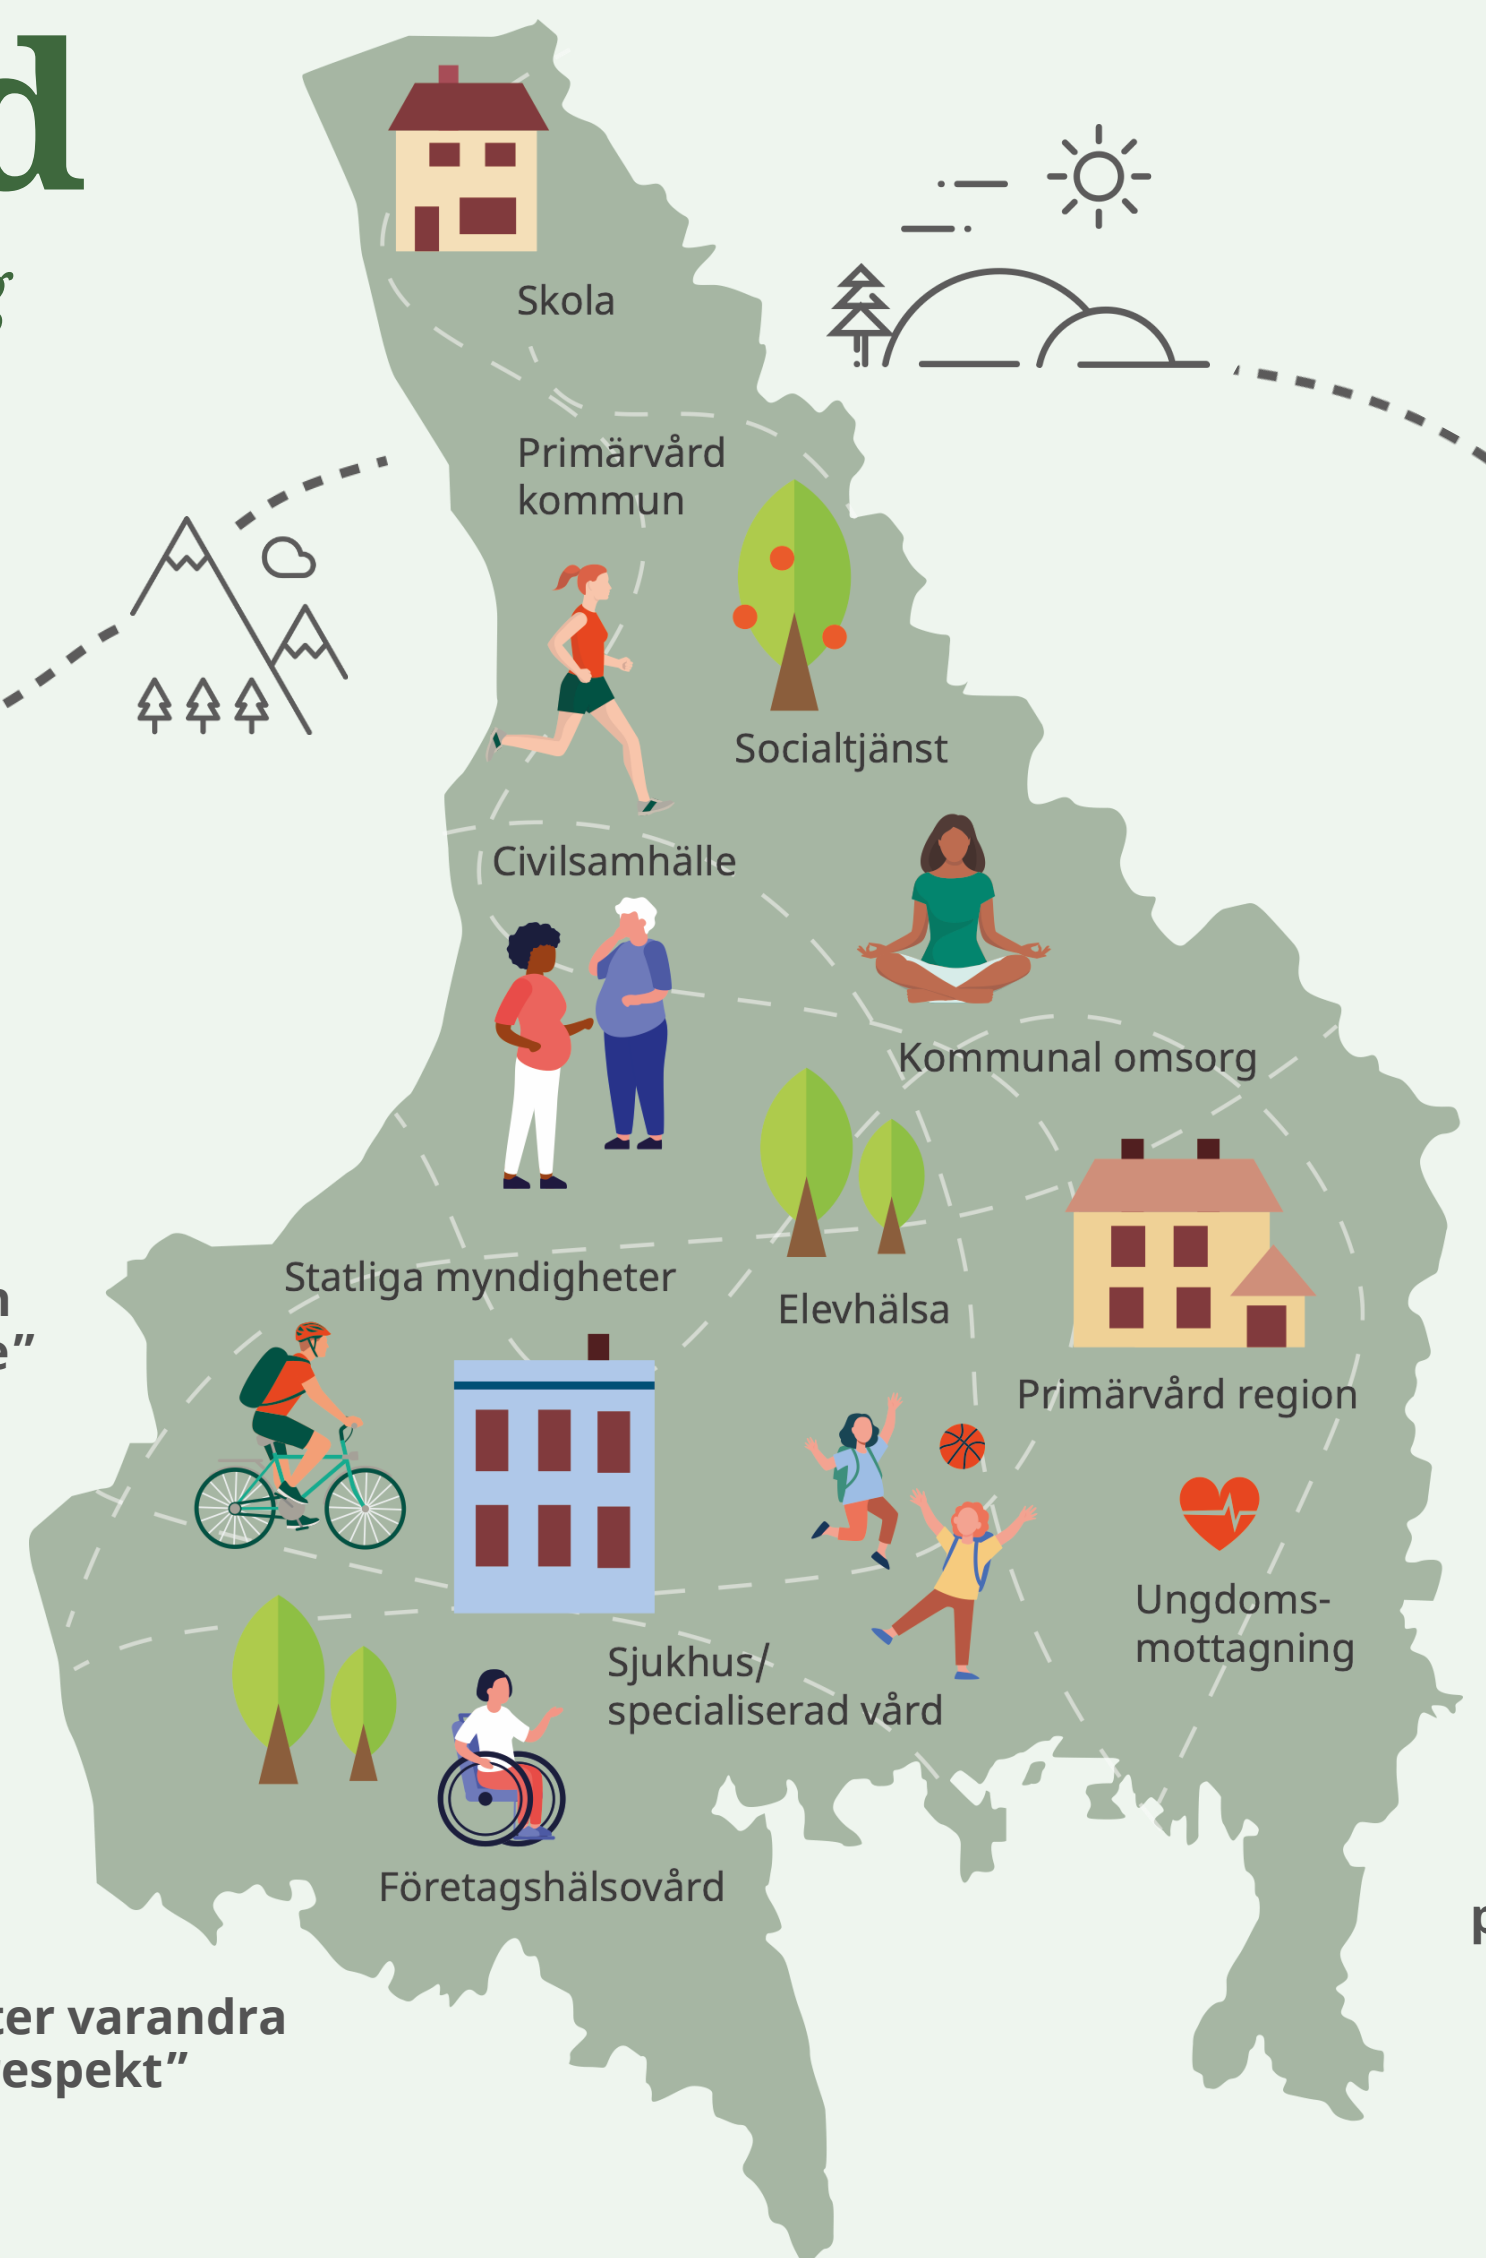 d
g
Skola
Primärvård
kommun
Socialtjänst
Civilsamhälle
Kommunal omsorg
Statliga myndigheter
Elevhälsa
n
e”
Primärvård region
Ungdoms-
mottagning
Sjukhus/
specialiserad vård
Företagshälsovård
p
ter varandra
respekt”